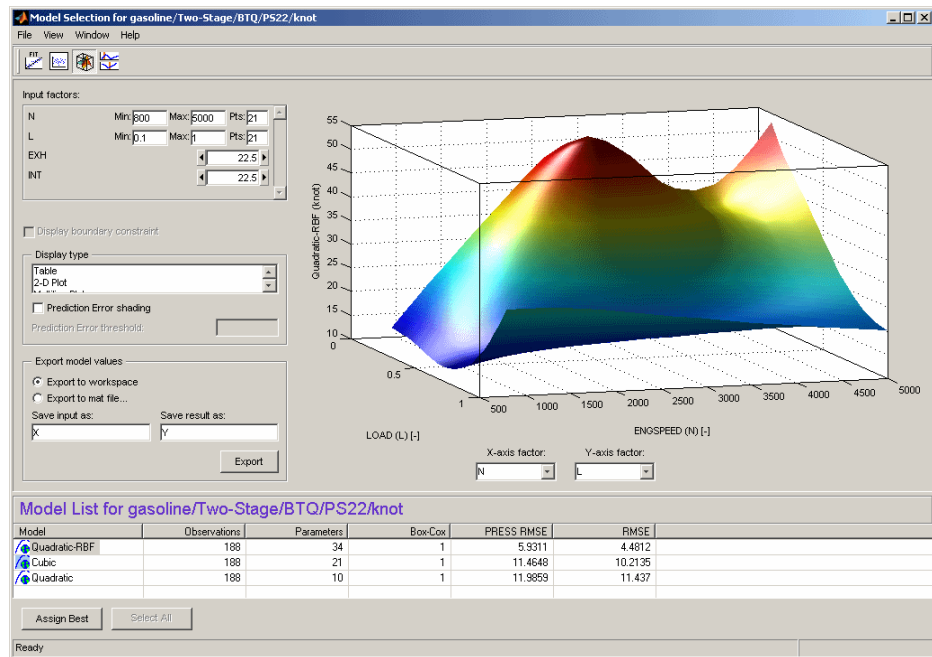 Model Selection for gasoline/Two-Stage/BTQ/PS22/knot
File View Window Help
FIT
Input factors:
N Min: 800 Max: 5000 Pts: 21
L Min: 0.1 Max: 1 Pts: 21
EXH 22.5
INT 22.5
Display boundary constraint
Display type
Table
2-D Plot
Prediction Error shading
Prediction Error threshold:
Export model values
Export to workspace
Export to mat file...
Save input as: Save result as:
X Y
Export
Quadratic-RBF (knot)
55
50
45
40
35
30
25
20
15
10
0
0.5
1
LOAD (L) [-]
500 1000 1500 2000 2500 3000 3500 4000 4500 5000
ENGSPEED (N) [-]
X-axis factor: Y-axis factor:
N L
Model List for gasoline/Two-Stage/BTQ/PS22/knot
Model Observations Parameters Box-Cox PRESS RMSE RMSE
Quadratic-RBF 188 34 1 5.9311 4.4812
Cubic 188 21 1 11.4648 10.2135
Quadratic 188 10 1 11.9859 11.437
Assign Best Select All
Ready